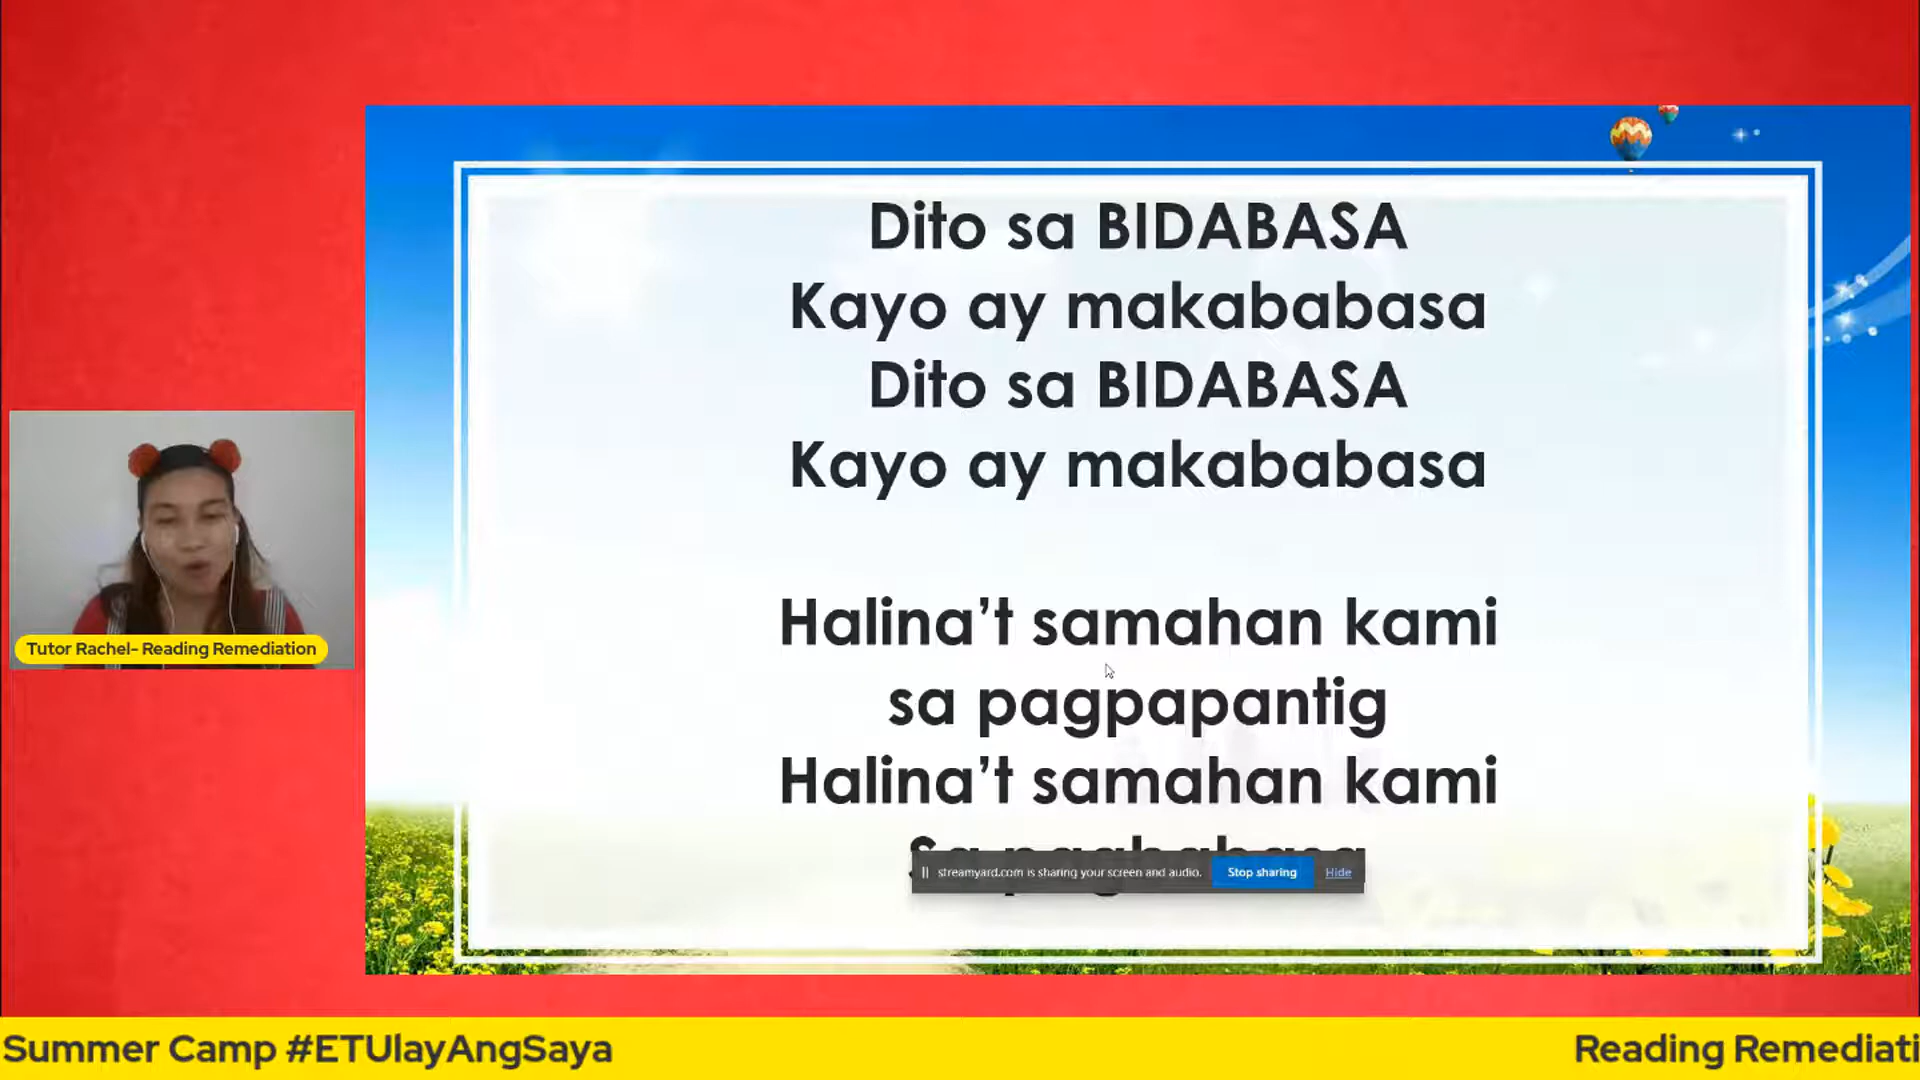 Dito sa BIDABASA
Kayo ay makababasa
Dito sa BIDABASA
Kayo ay makababasa
Halina't samahan kami
sa pagpapantig
Halina't samahan kami
Sa pagbabasa
streamyard.com is sharing your screen and audio. Stop sharing Hide
Tutor Rachel- Reading Remediation
Summer Camp #ETUlayAngSaya Reading Remediati